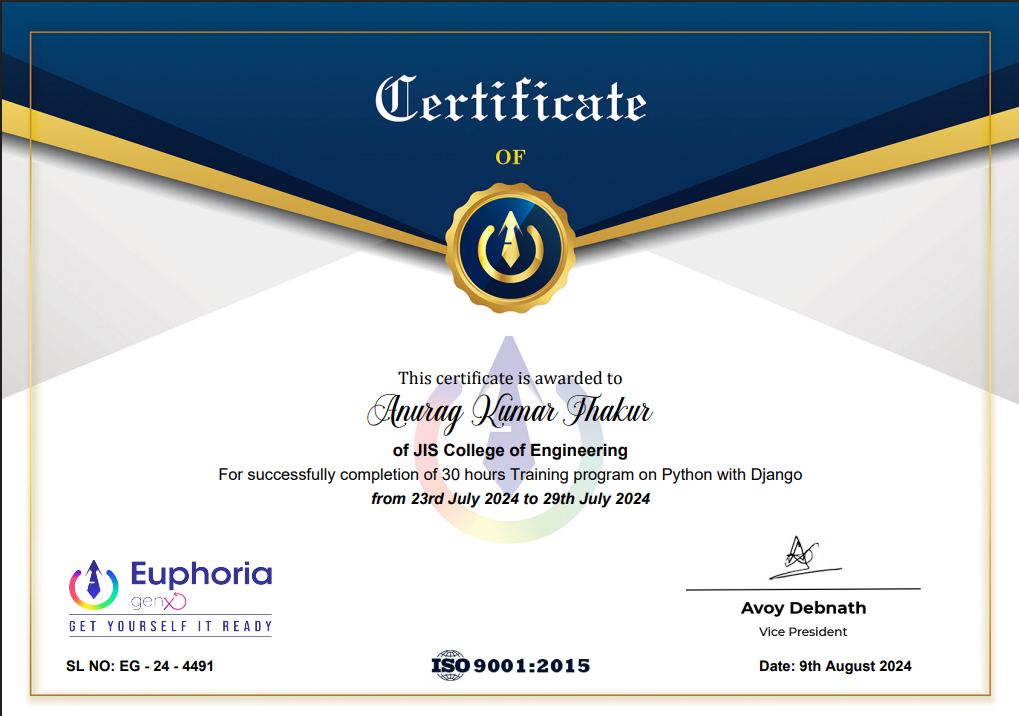 Certificate
OF
This certificate is awarded to
Anurag Kumar Thakur
of JIS College of Engineering
For successfully completion of 30 hours Training program on Python with Django
from 23rd July 2024 to 29th July 2024
Euphoria
genx
GET YOURSELF IT READY
SL NO: EG - 24 - 4491
ISO 9001:2015
Avoy Debnath
Vice President
Date: 9th August 2024